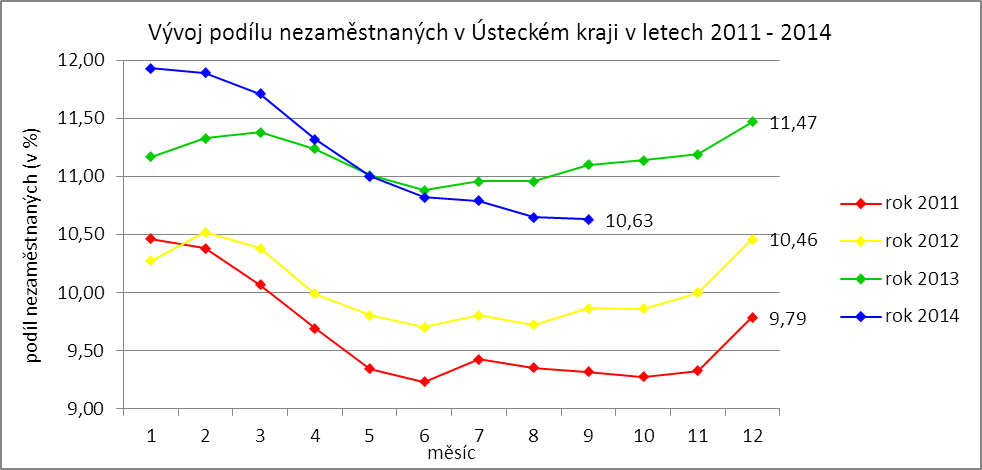 Vývoj podílu nezaměstnaných v Ústeckém kraji v letech 2011 - 2014
podíl nezaměstnaných (v %)
12,00
11,50
11,00
10,50
10,00
9,50
9,00
11,47
10,63
10,46
9,79
1 2 3 4 5 6 7 8 9 10 11 12
měsíc
rok 2011
rok 2012
rok 2013
rok 2014